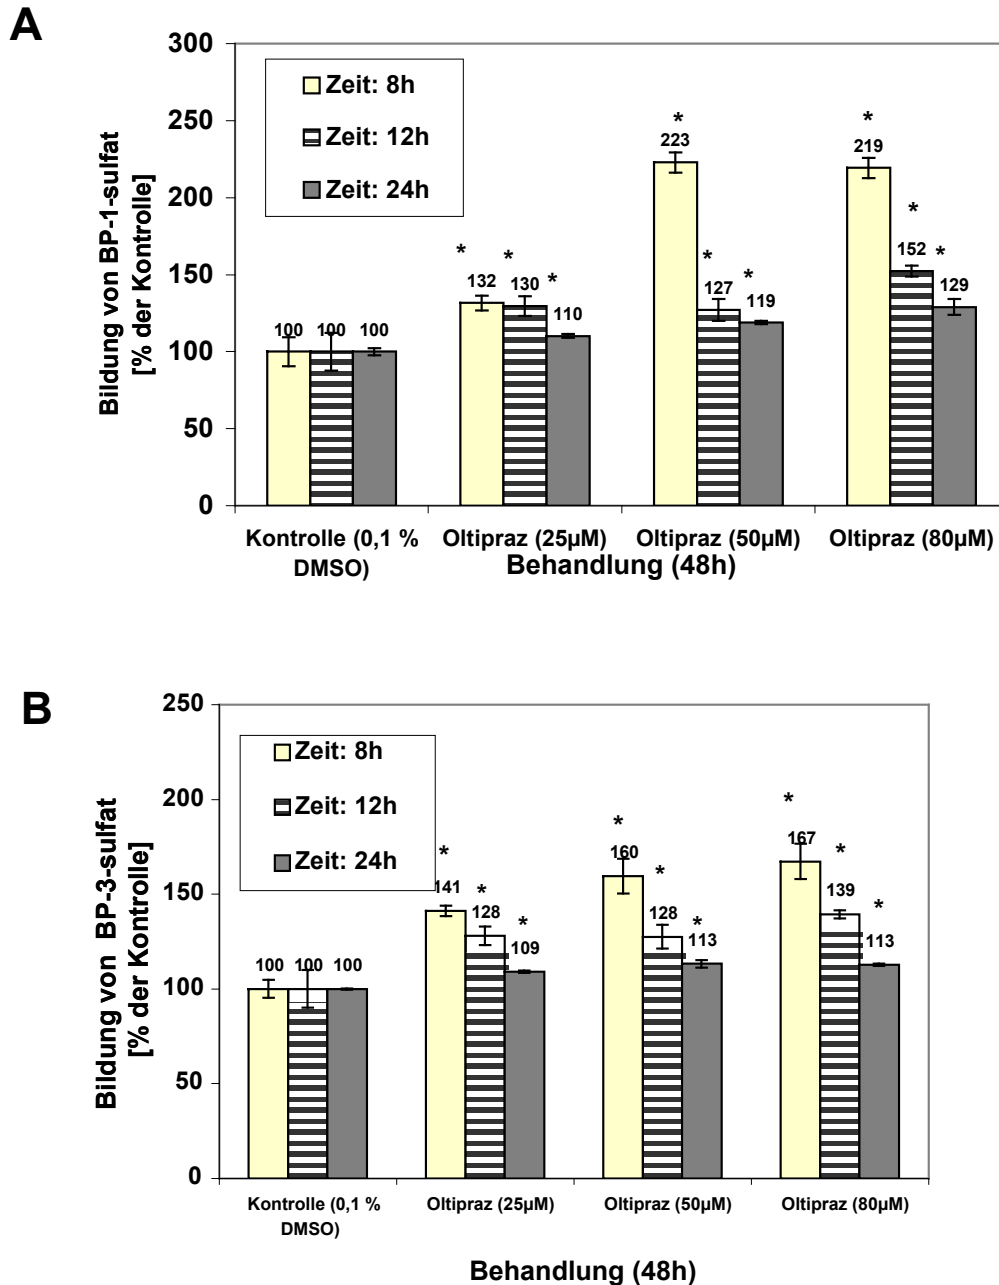 A
Bildung von BP-1-sulfat
[% der Kontrolle]
300
250
200
150
100
50
0
Zeit: 8h
Zeit: 12h
Zeit: 24h
100 100 100
* * *
132 130 110
* * *
223 127 119
* * *
219 152 129
Kontrolle (0,1 % DMSO)
Oltipraz (25µM)
Oltipraz (50µM)
Oltipraz (80µM)
Behandlung (48h)
B
Bildung von BP-3-sulfat
[% der Kontrolle]
250
200
150
100
50
0
Zeit: 8h
Zeit: 12h
Zeit: 24h
100 100 100
* * *
141 128 109
* * *
160 128 113
* * *
167 139 113
Kontrolle (0,1 %
DMSO)
Oltipraz (25µM)
Oltipraz (50µM)
Oltipraz (80µM)
Behandlung (48h)